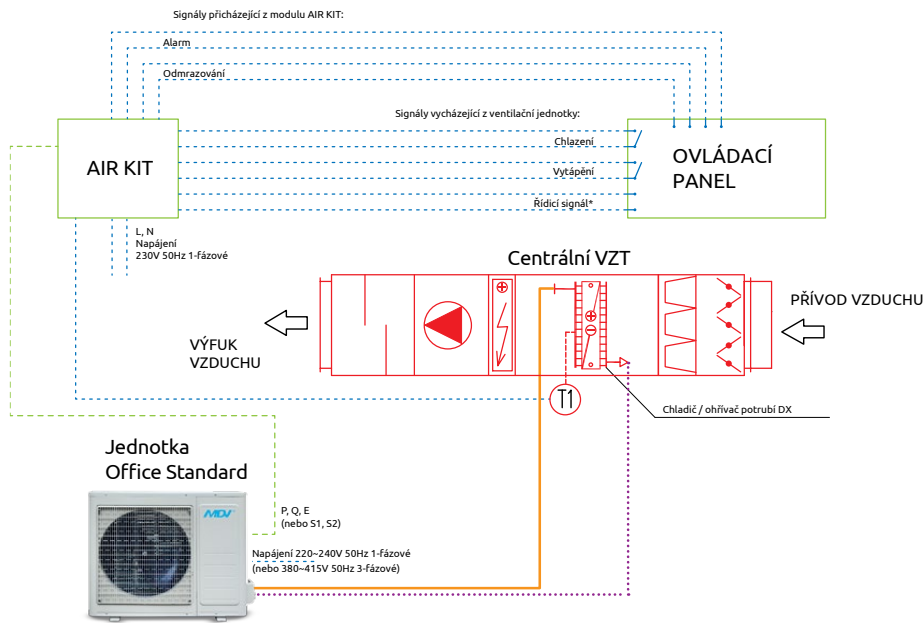 Signály přicházející z modulu AIR KIT:
Alarm
Odmrazování
Signály vycházející z ventilační jednotky:
Chlazení
Vytápění
Řídicí signál*
AIR KIT
OVLÁDACÍ
PANEL
L, N
Napájení
230V 50Hz 1-fázové
Centrální VZT
PŘÍVOD VZDUCHU
VÝFUK
VZDUCHU
T1
Chladič / ohřívač potrubí DX
Jednotka
Office Standard
MDV
P, Q, E
(nebo S1, S2)
Napájení 220~240V 50Hz 1-fázové
(nebo 380~415V 50Hz 3-fázové)